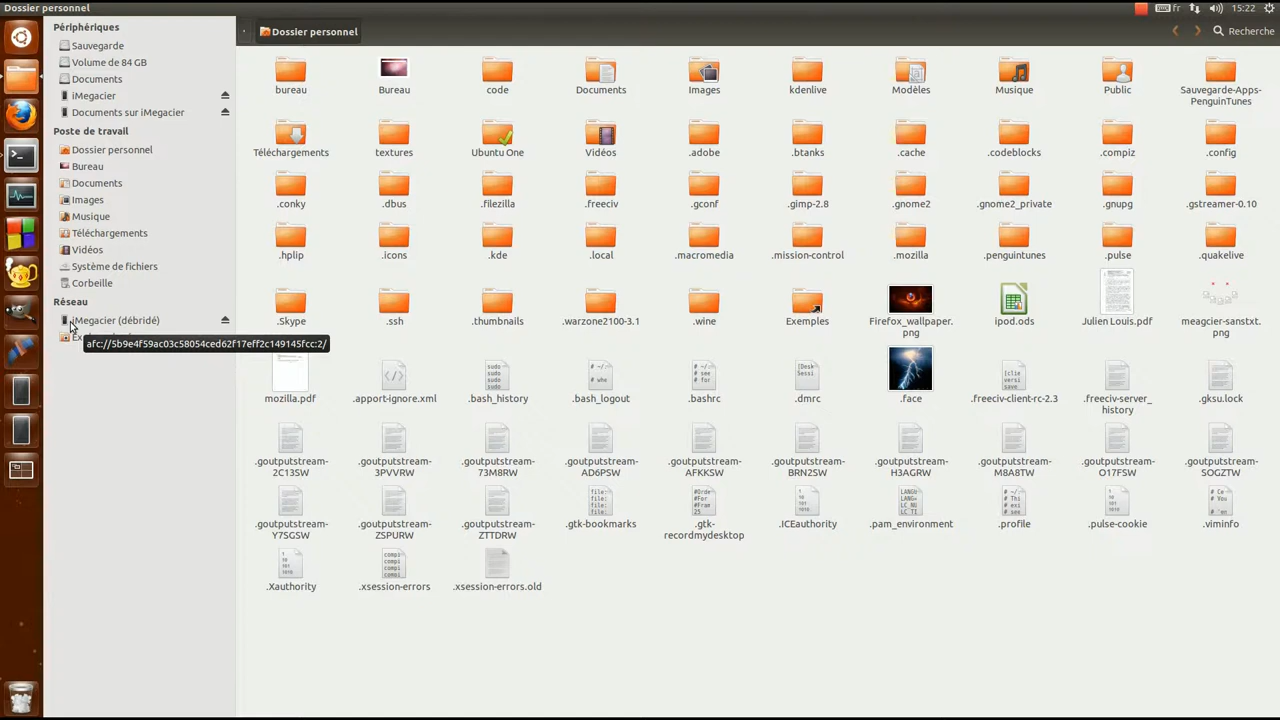 Dossier personnel
fr
15:22
Périphériques
Sauvegarde
Volume de 84 GB
Documents
iMegacier
Documents sur iMegacier
Poste de travail
Dossier personnel
Bureau
Documents
Images
Musique
Téléchargements
Vidéos
Système de fichiers
Corbeille
Réseau
iMegacier (débridé)
afc://5b9e4f59ac03c58054ced62f17eff2c149145fcc:2/
Dossier personnel
Recherche
bureau
Bureau
code
Documents
Images
kdenlive
Modèles
Musique
Public
Sauvegarde-Apps-
PenguinTunes
Téléchargements
textures
Ubuntu One
Vidéos
.adobe
.btanks
.cache
.codeblocks
.compiz
.config
.conky
.dbus
.filezilla
.freeciv
.gconf
.gimp-2.8
.gnome2
.gnome2_private
.gnupg
.gstreamer-0.10
.hplip
.icons
.kde
.local
.macromedia
.mission-control
.mozilla
.penguintunes
.pulse
.quakelive
.Skype
.ssh
.thumbnails
.warzone2100-3.1
.wine
Exemples
Firefox_wallpaper.
png
ipod.ods
Julien Louis.pdf
meagcier-sanstxt.
png
mozilla.pdf
.apport-ignore.xml
.bash_history
.bash_logout
.bashrc
.dmrc
.face
.freeciv-client-rc-2.3
.freeciv-server_
history
.gksu.lock
.goutputstream-
2C13SW
.goutputstream-
3PVVRW
.goutputstream-
73M8RW
.goutputstream-
AD6PSW
.goutputstream-
AFKKSW
.goutputstream-
BRN2SW
.goutputstream-
H3AGRW
.goutputstream-
M8A8TW
.goutputstream-
O17FSW
.goutputstream-
SOGZTW
.goutputstream-
Y7SGSW
.goutputstream-
ZSPURW
.goutputstream-
ZTTDRW
.gtk-bookmarks
.gtk-
recordmydesktop
.ICEauthority
.pam_environment
.profile
.pulse-cookie
.viminfo
.Xauthority
.xsession-errors
.xsession-errors.old